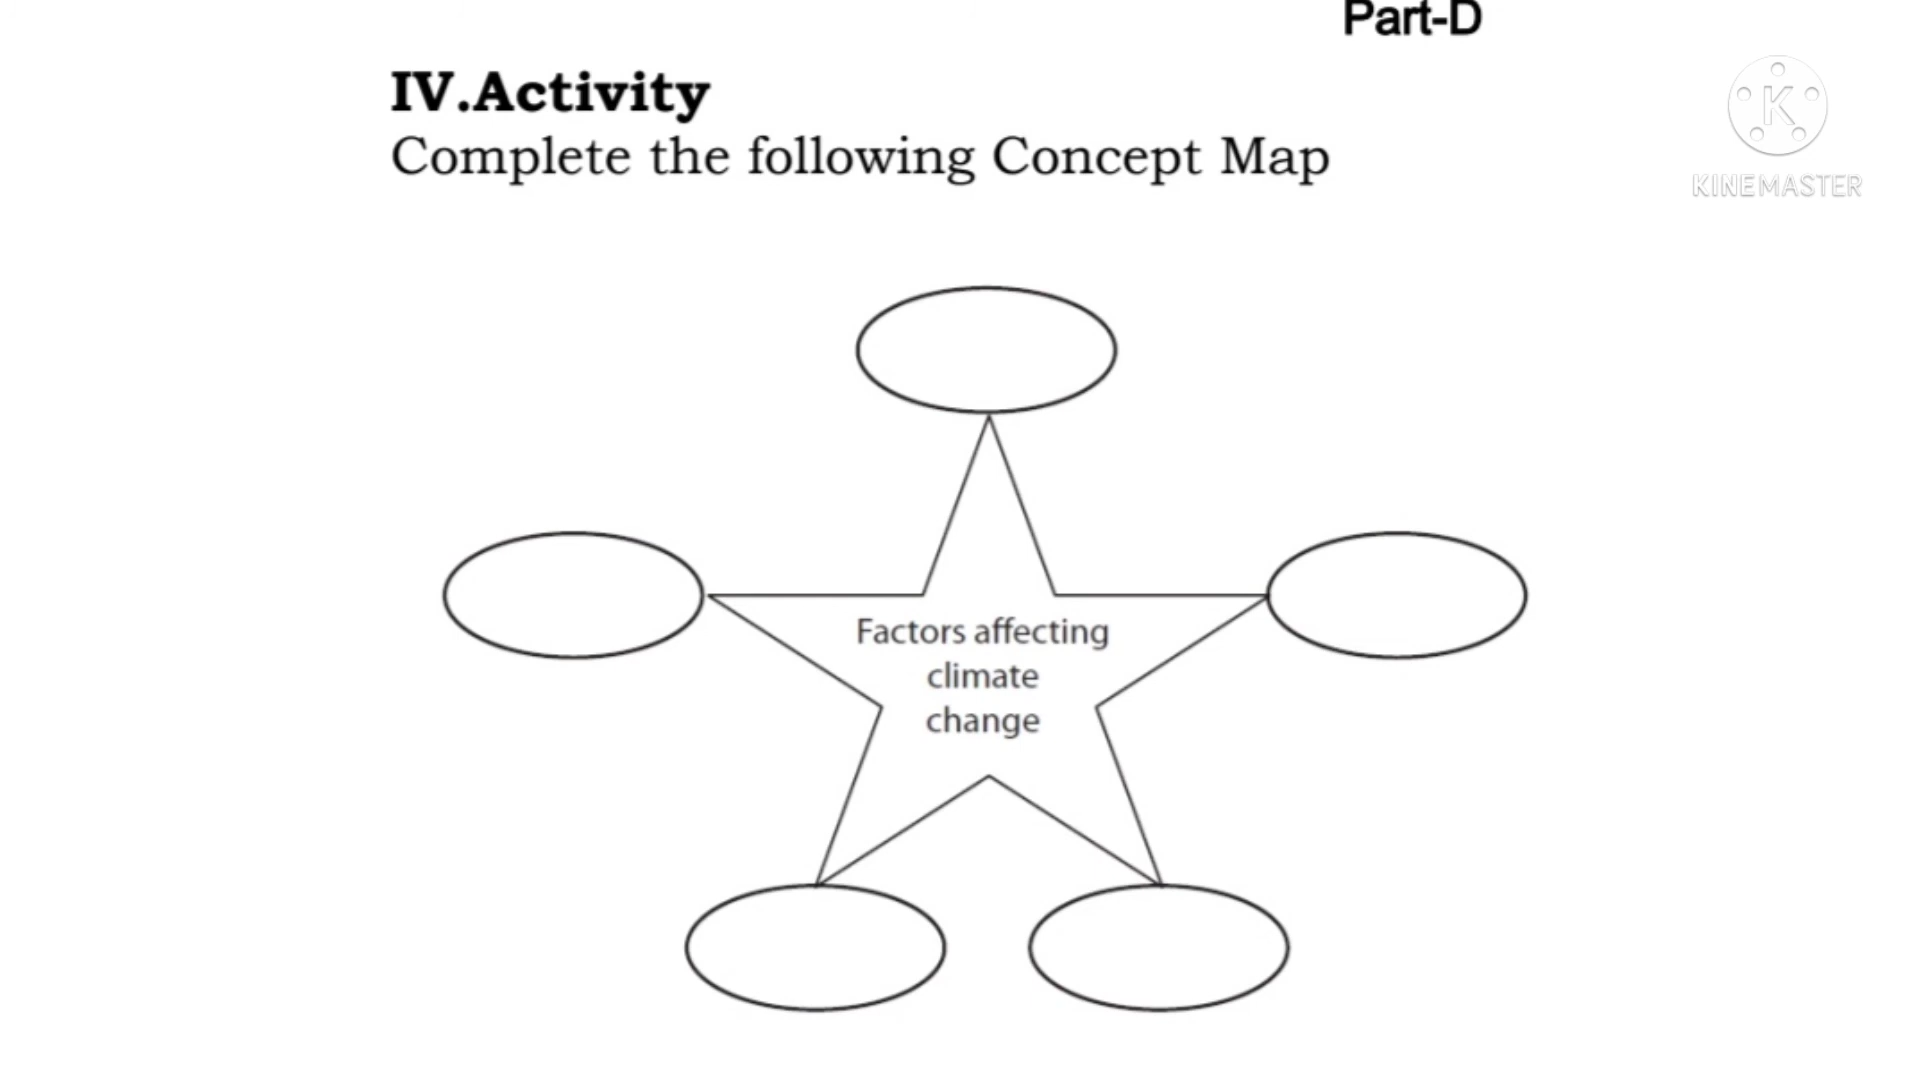 Part-D
IV.Activity
Complete the following Concept Map
K
KINEMASTER
Factors affecting
climate
change